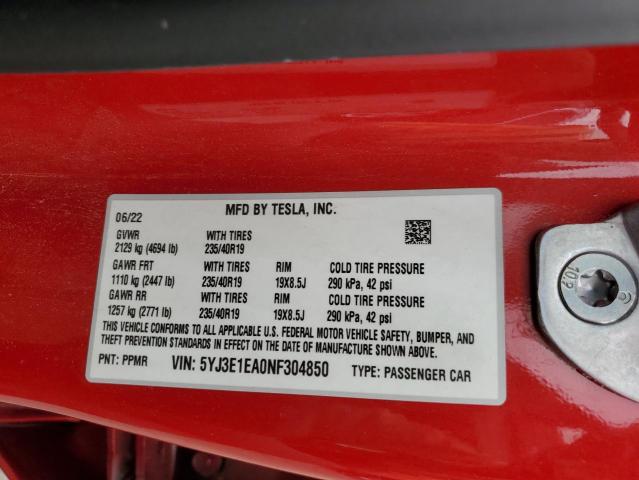 MFD BY TESLA, INC.
06/22
GVWR WITH TIRES
2129 kg (4694 lb) 235/40R19
GAWR FRT WITH TIRES RIM COLD TIRE PRESSURE
1110 kg (2447 lb) 235/40R19 19X8.5J 290 kPa, 42 psi
GAWR RR WITH TIRES RIM COLD TIRE PRESSURE
1257 kg (2771 lb) 235/40R19 19X8.5J 290 kPa, 42 psi
THIS VEHICLE CONFORMS TO ALL APPLICABLE U.S. FEDERAL MOTOR VEHICLE SAFETY, BUMPER, AND
THEFT PREVENTION STANDARDS IN EFFECT ON THE DATE OF MANUFACTURE SHOWN ABOVE.
PNT: PPMR VIN: 5YJ3E1EA0NF304850 TYPE: PASSENGER CAR
10.9